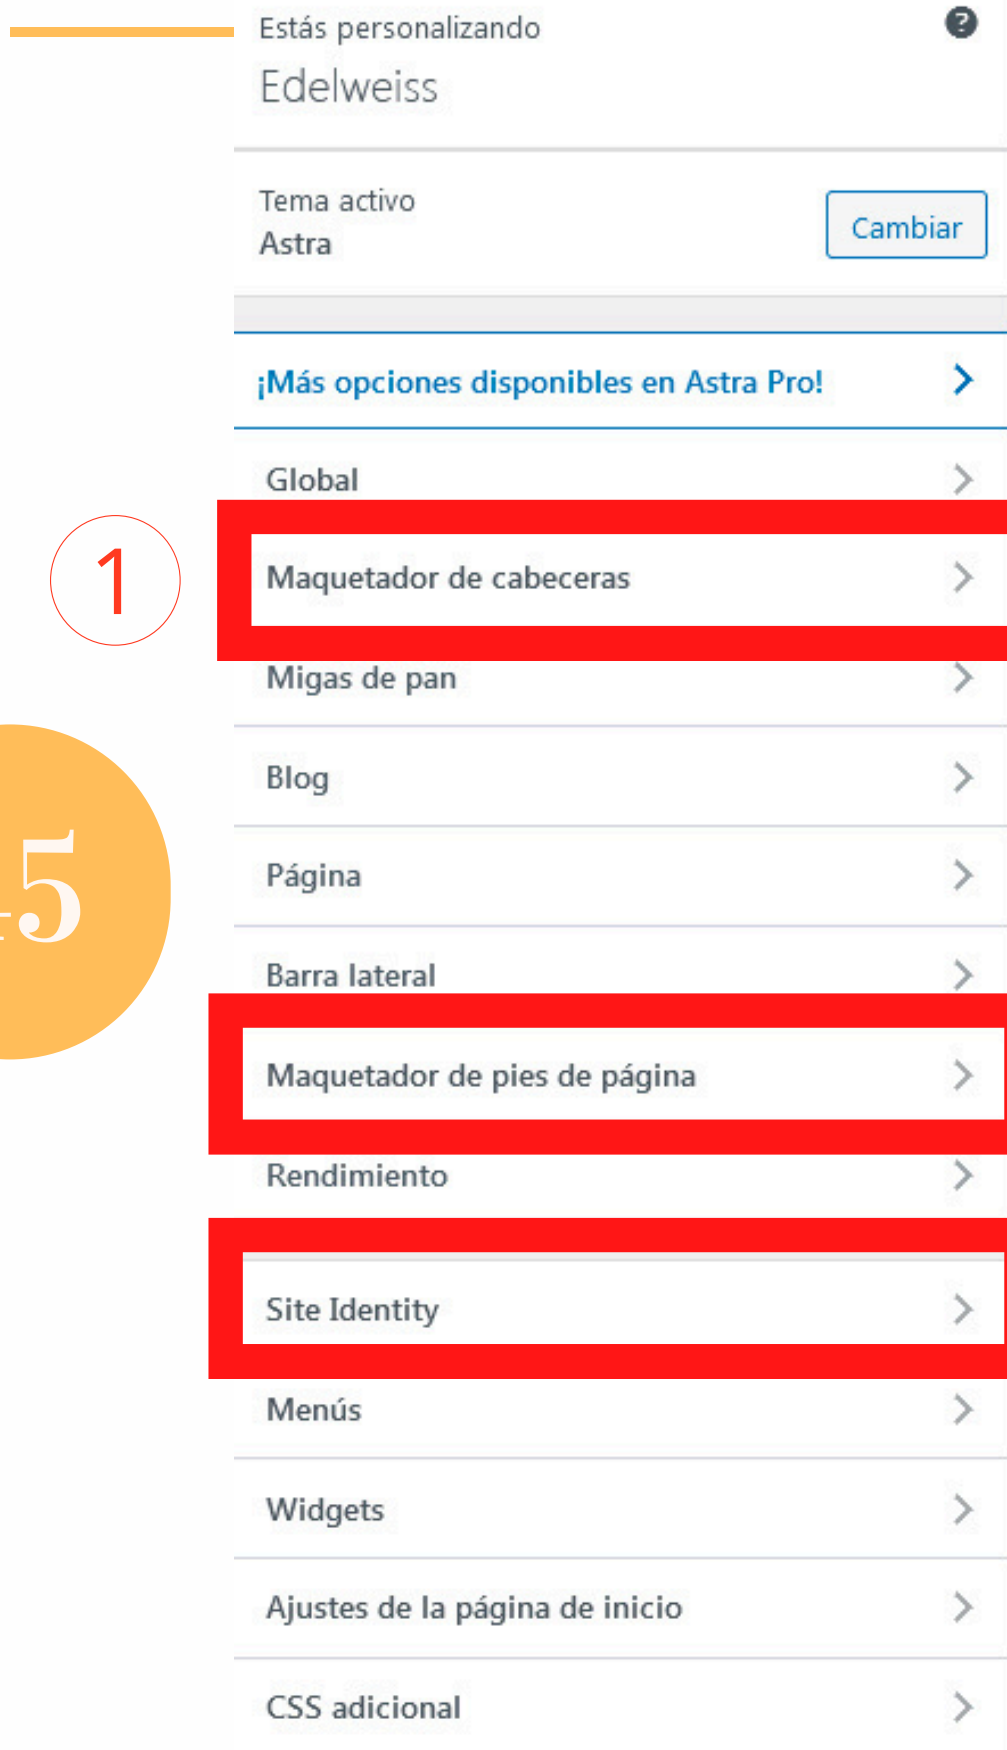 Estás personalizando
Edelweiss
Tema activo
Astra
Cambiar
¡Más opciones disponibles en Astra Pro!
Global
1
Maquetador de cabeceras
Migas de pan
Blog
5
Página
Barra lateral
Maquetador de pies de página
Rendimiento
Site Identity
Menús
Widgets
Ajustes de la página de inicio
CSS adicional